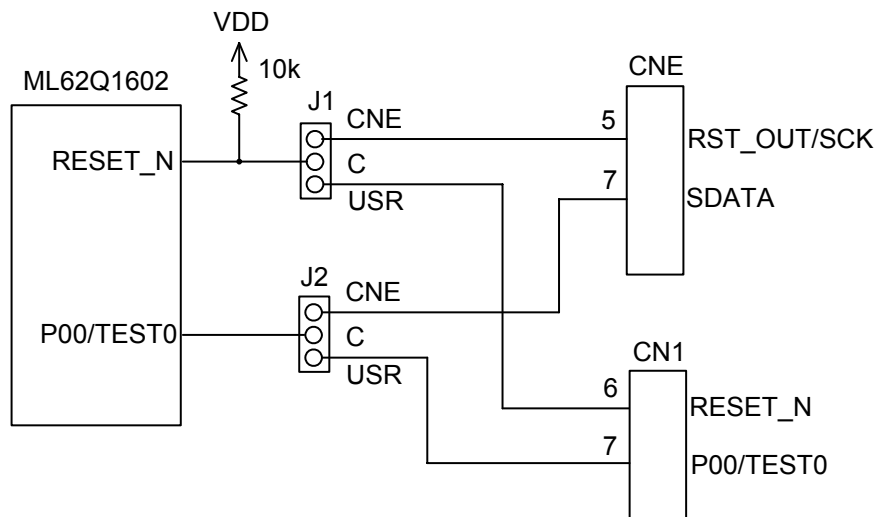 VDD
10k
ML62Q1602
CNE
J1
CNE
5
RST_OUT/SCK
RESET_N
C
7
USR
SDATA
J2
CNE
P00/TEST0
C
CN1
USR
6
RESET_N
7
P00/TEST0